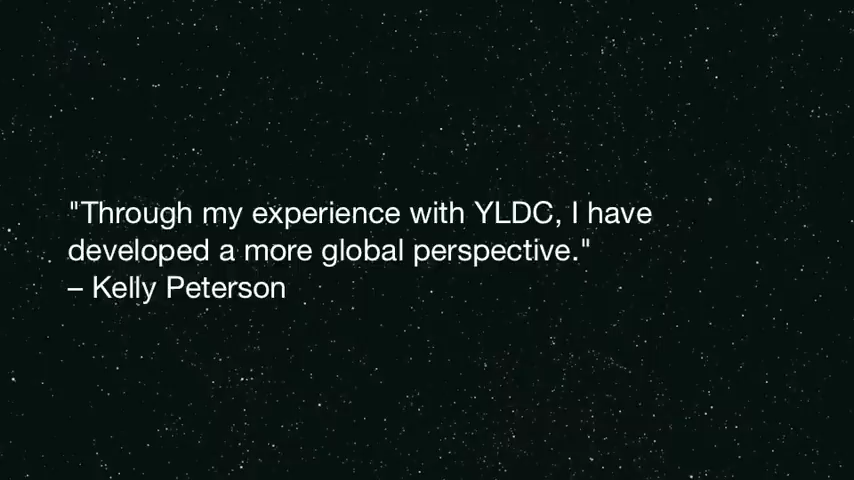 "Through my experience with YLDC, I have
developed a more global perspective."
– Kelly Peterson